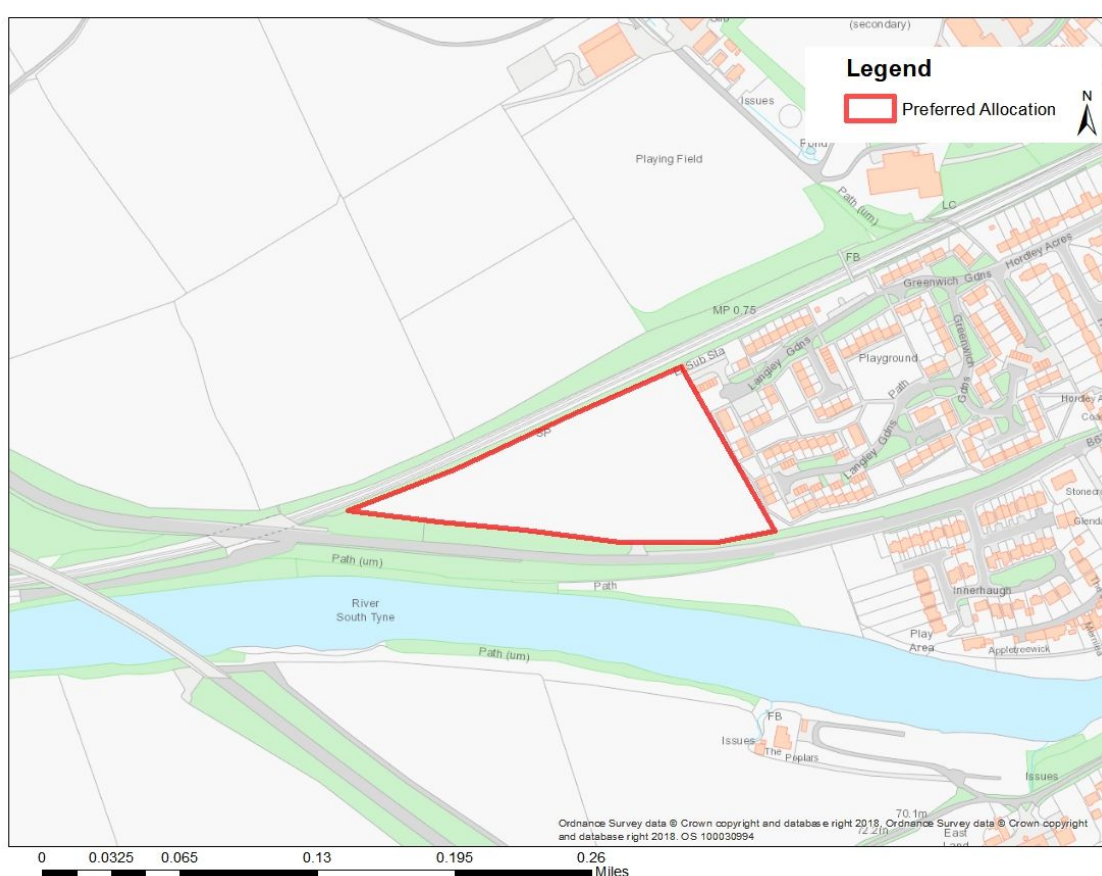 (secondary)
Legend
Preferred Allocation
N
Issues
Pond
Playing Field
Path (um)
LC
FB
Hordley Acres
Greenwich Gdns
MP 0.75
El Sub Sta
Langley Gdns
Playground
Greenwich
Gdns
Path
SP
Langley Gdns
Path (um)
Path
River
South Tyne
Innerhaugh
Play
Area
Appletreewick
Path (um)
FB
Issues
The
Poplars
Issues
70.1m
72.2m
East
Land
Ordnance Survey data © Crown copyright and database right 2018, Ordnance Survey data © Crown copyright
and database right 2018. OS 100030994
0 0.0325 0.065 0.13 0.195 0.26
Miles